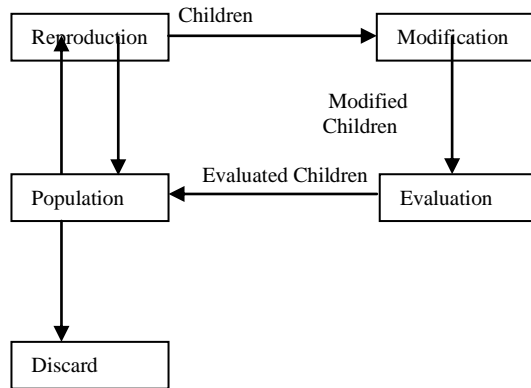 Children
Reproduction
Modification
Modified
Children
Evaluated Children
Population
Evaluation
Discard